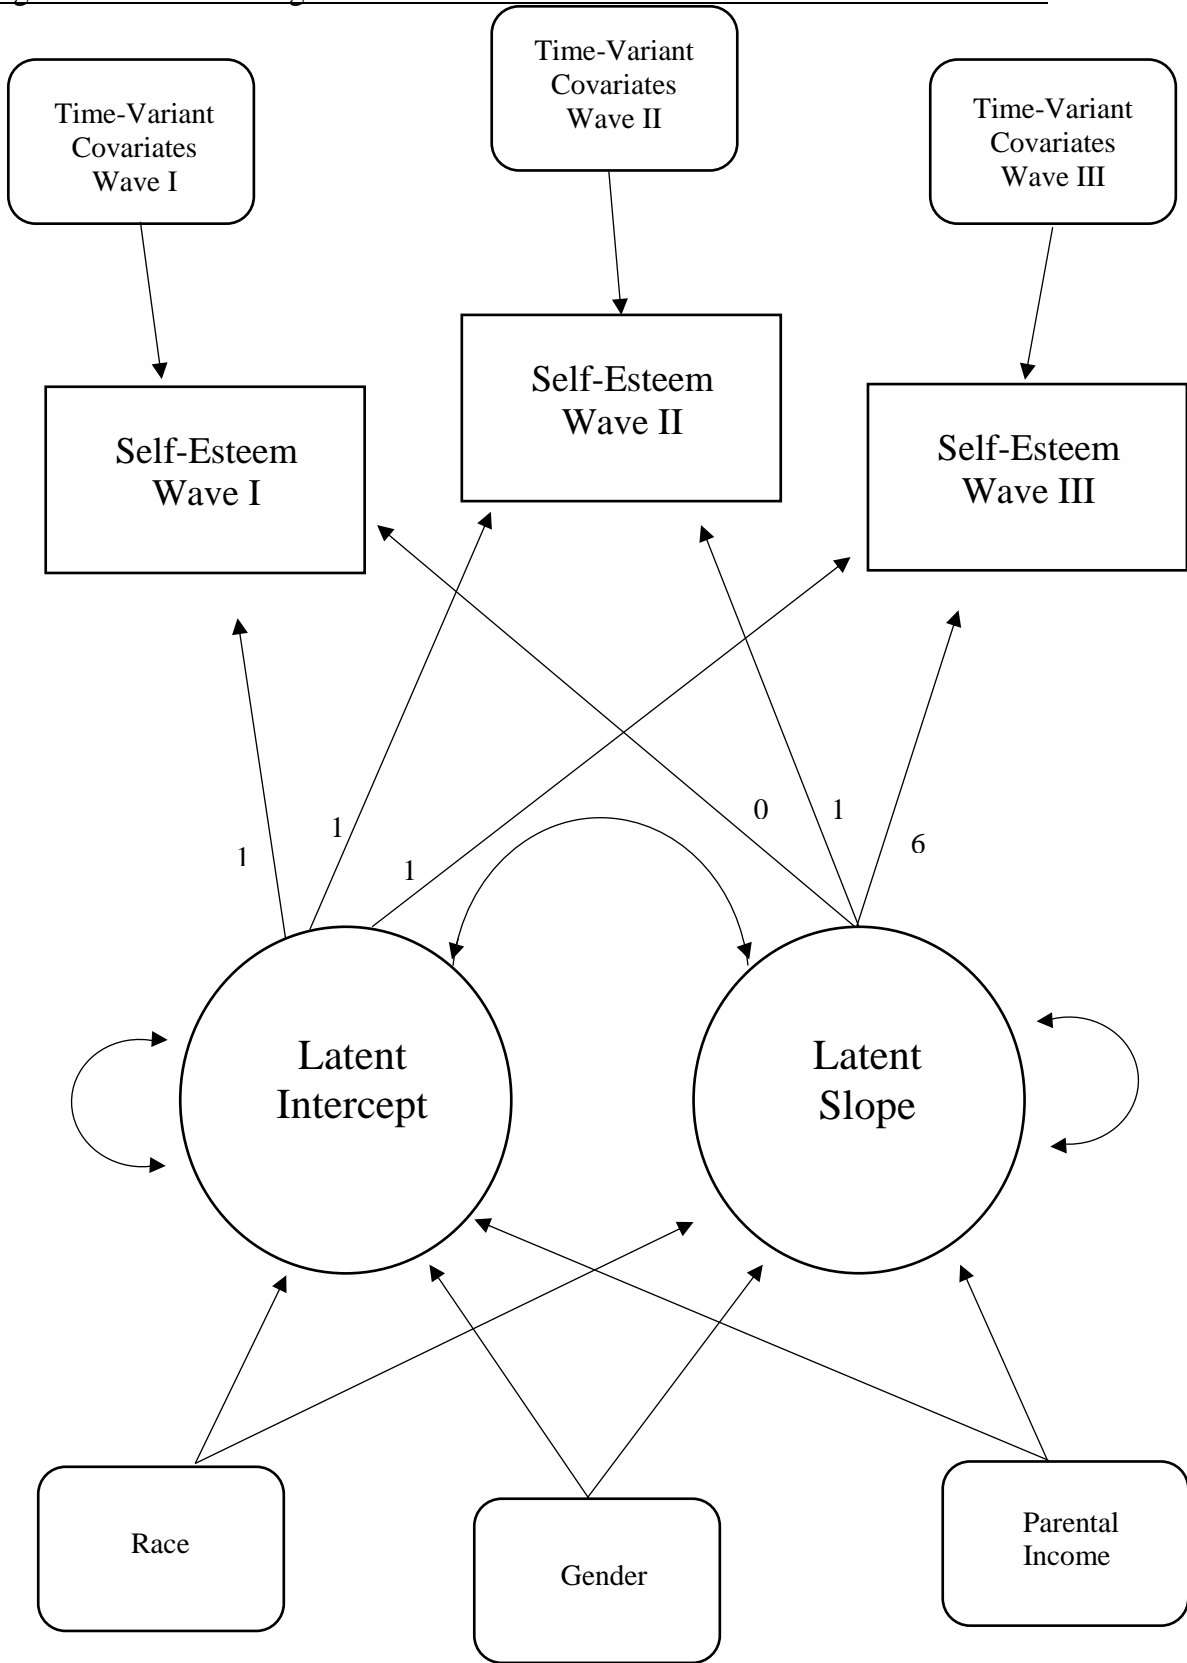 Time-Variant
Covariates
Wave I
Time-Variant
Covariates
Wave II
Time-Variant
Covariates
Wave III
Self-Esteem
Wave I
Self-Esteem
Wave II
Self-Esteem
Wave III
1
1
1
0
1
6
Latent
Intercept
Latent
Slope
Race
Gender
Parental
Income